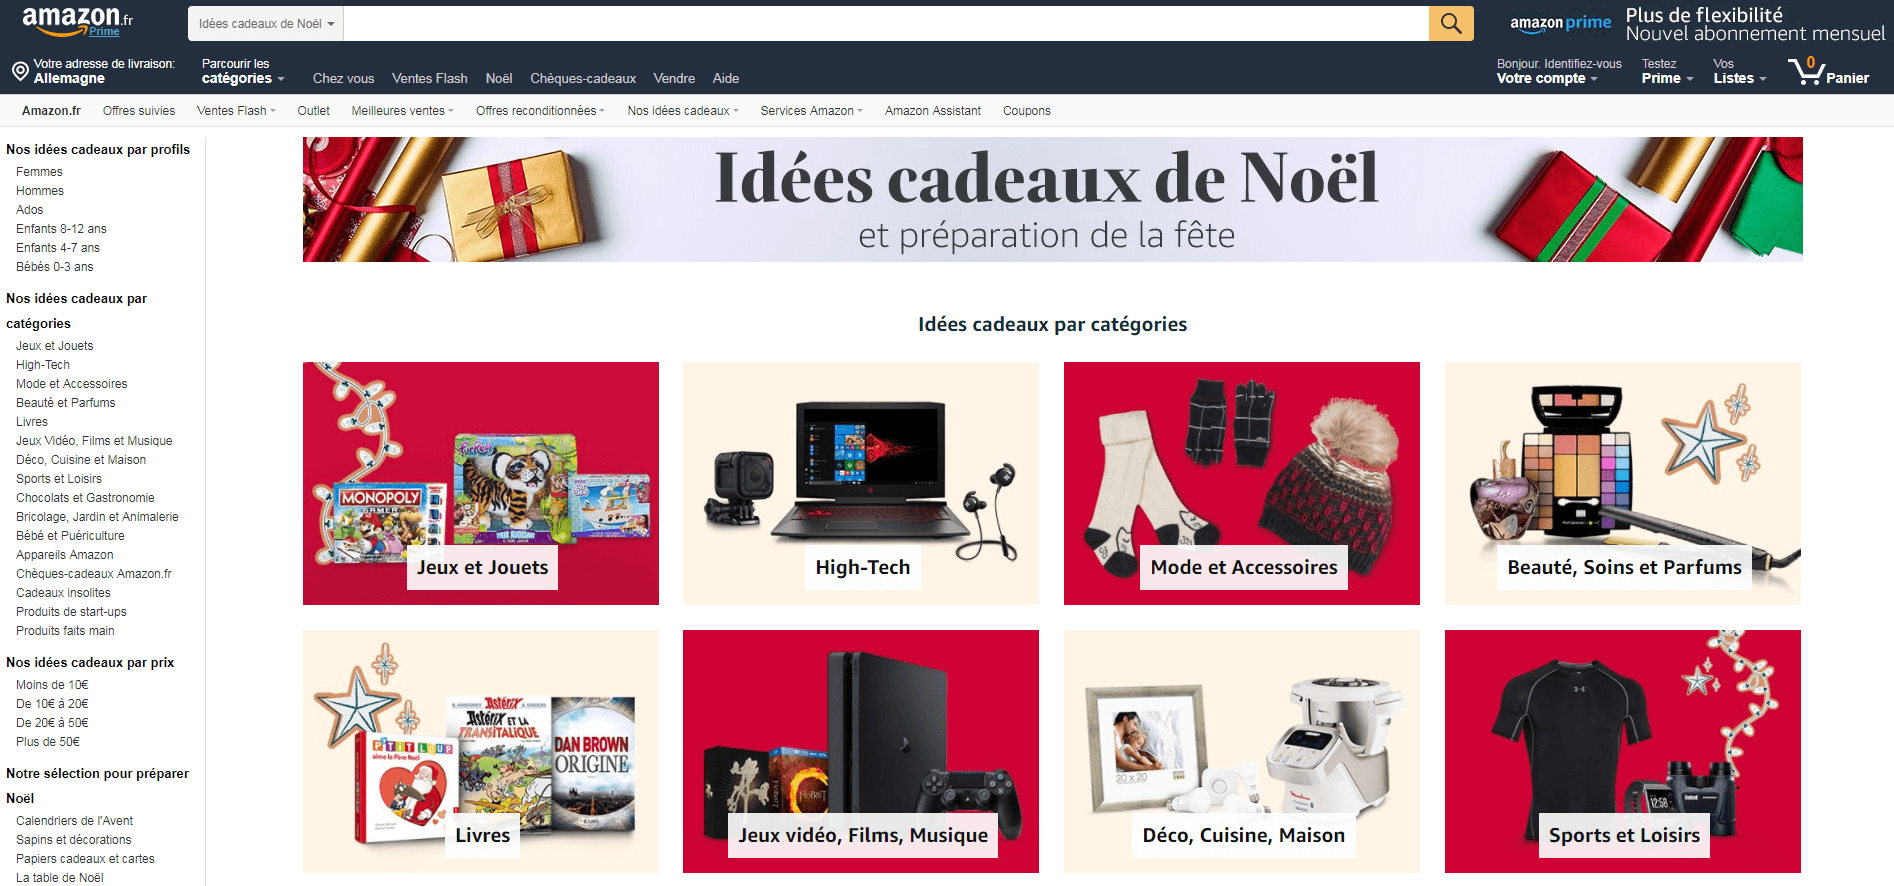 amazon.fr
Prime
Idées cadeaux de Noël
amazon prime
Plus de flexibilité
Nouvel abonnement mensuel
Votre adresse de livraison:
Allemagne
Parcourir les
catégories
Chez vous
Ventes Flash
Noël
Chèques-cadeaux
Vendre
Aide
Bonjour. Identifiez-vous
Votre compte
Testez
Prime
Vos
Listes
0
Panier
Amazon.fr
Offres suivies
Ventes Flash
Outlet
Meilleures ventes
Offres reconditionnées
Nos idées cadeaux
Services Amazon
Amazon Assistant
Coupons
Nos idées cadeaux par profils
Femmes
Hommes
Ados
Enfants 8-12 ans
Enfants 4-7 ans
Bébés 0-3 ans
Nos idées cadeaux par
catégories
Jeux et Jouets
High-Tech
Mode et Accessoires
Beauté et Parfums
Livres
Jeux Vidéo, Films et Musique
Déco, Cuisine et Maison
Sports et Loisirs
Chocolats et Gastronomie
Bricolage, Jardin et Animalerie
Bébé et Puériculture
Appareils Amazon
Chèques-cadeaux Amazon.fr
Cadeaux insolites
Produits de start-ups
Produits faits main
Nos idées cadeaux par prix
Moins de 10€
De 10€ à 20€
De 20€ à 50€
Plus de 50€
Notre sélection pour préparer
Noël
Calendriers de l'Avent
Sapins et décorations
Papiers cadeaux et cartes
La table de Noël
Idées cadeaux de Noël
et préparation de la fête
Idées cadeaux par catégories
furReal
MONOPOLY
GAMER
Jeux et Jouets
High-Tech
Mode et Accessoires
Beauté, Soins et Parfums
Astérix
Astérix ET LA
TRANSITALIQUE
P'TIT LOUP
aime le Père Noël
DAN BROWN
ORIGINE
Livres
HOBBIT
Jeux vidéo, Films, Musique
20 x 20
Moulinex
Déco, Cuisine, Maison
12:58
Bushnell
Sports et Loisirs